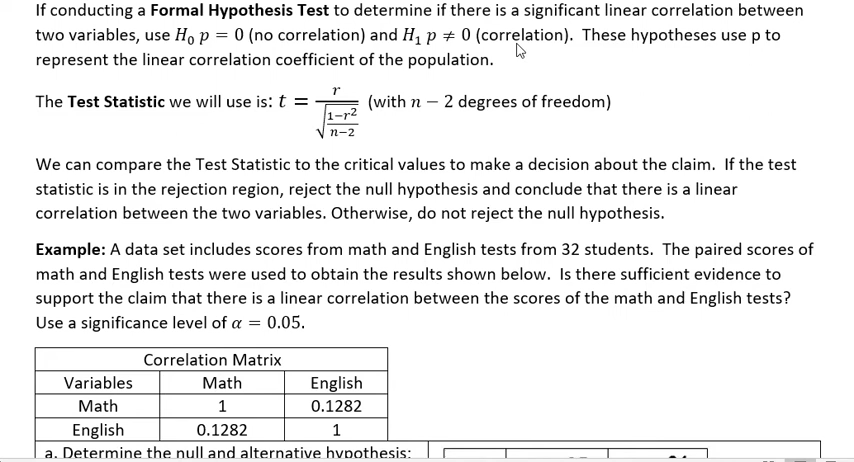 If conducting a Formal Hypothesis Test to determine if there is a significant linear correlation between
two variables, use H₀ p = 0 (no correlation) and H₁ p ≠ 0 (correlation). These hypotheses use p to
represent the linear correlation coefficient of the population.
The Test Statistic we will use is: t = r / √((1−r²)/(n−2)) (with n − 2 degrees of freedom)
We can compare the Test Statistic to the critical values to make a decision about the claim. If the test
statistic is in the rejection region, reject the null hypothesis and conclude that there is a linear
correlation between the two variables. Otherwise, do not reject the null hypothesis.
Example: A data set includes scores from math and English tests from 32 students. The paired scores of
math and English tests were used to obtain the results shown below. Is there sufficient evidence to
support the claim that there is a linear correlation between the scores of the math and English tests?
Use a significance level of α = 0.05.
Correlation Matrix
Variables Math English
Math 1 0.1282
English 0.1282 1
a. Determine the null and alternative hypothesis: